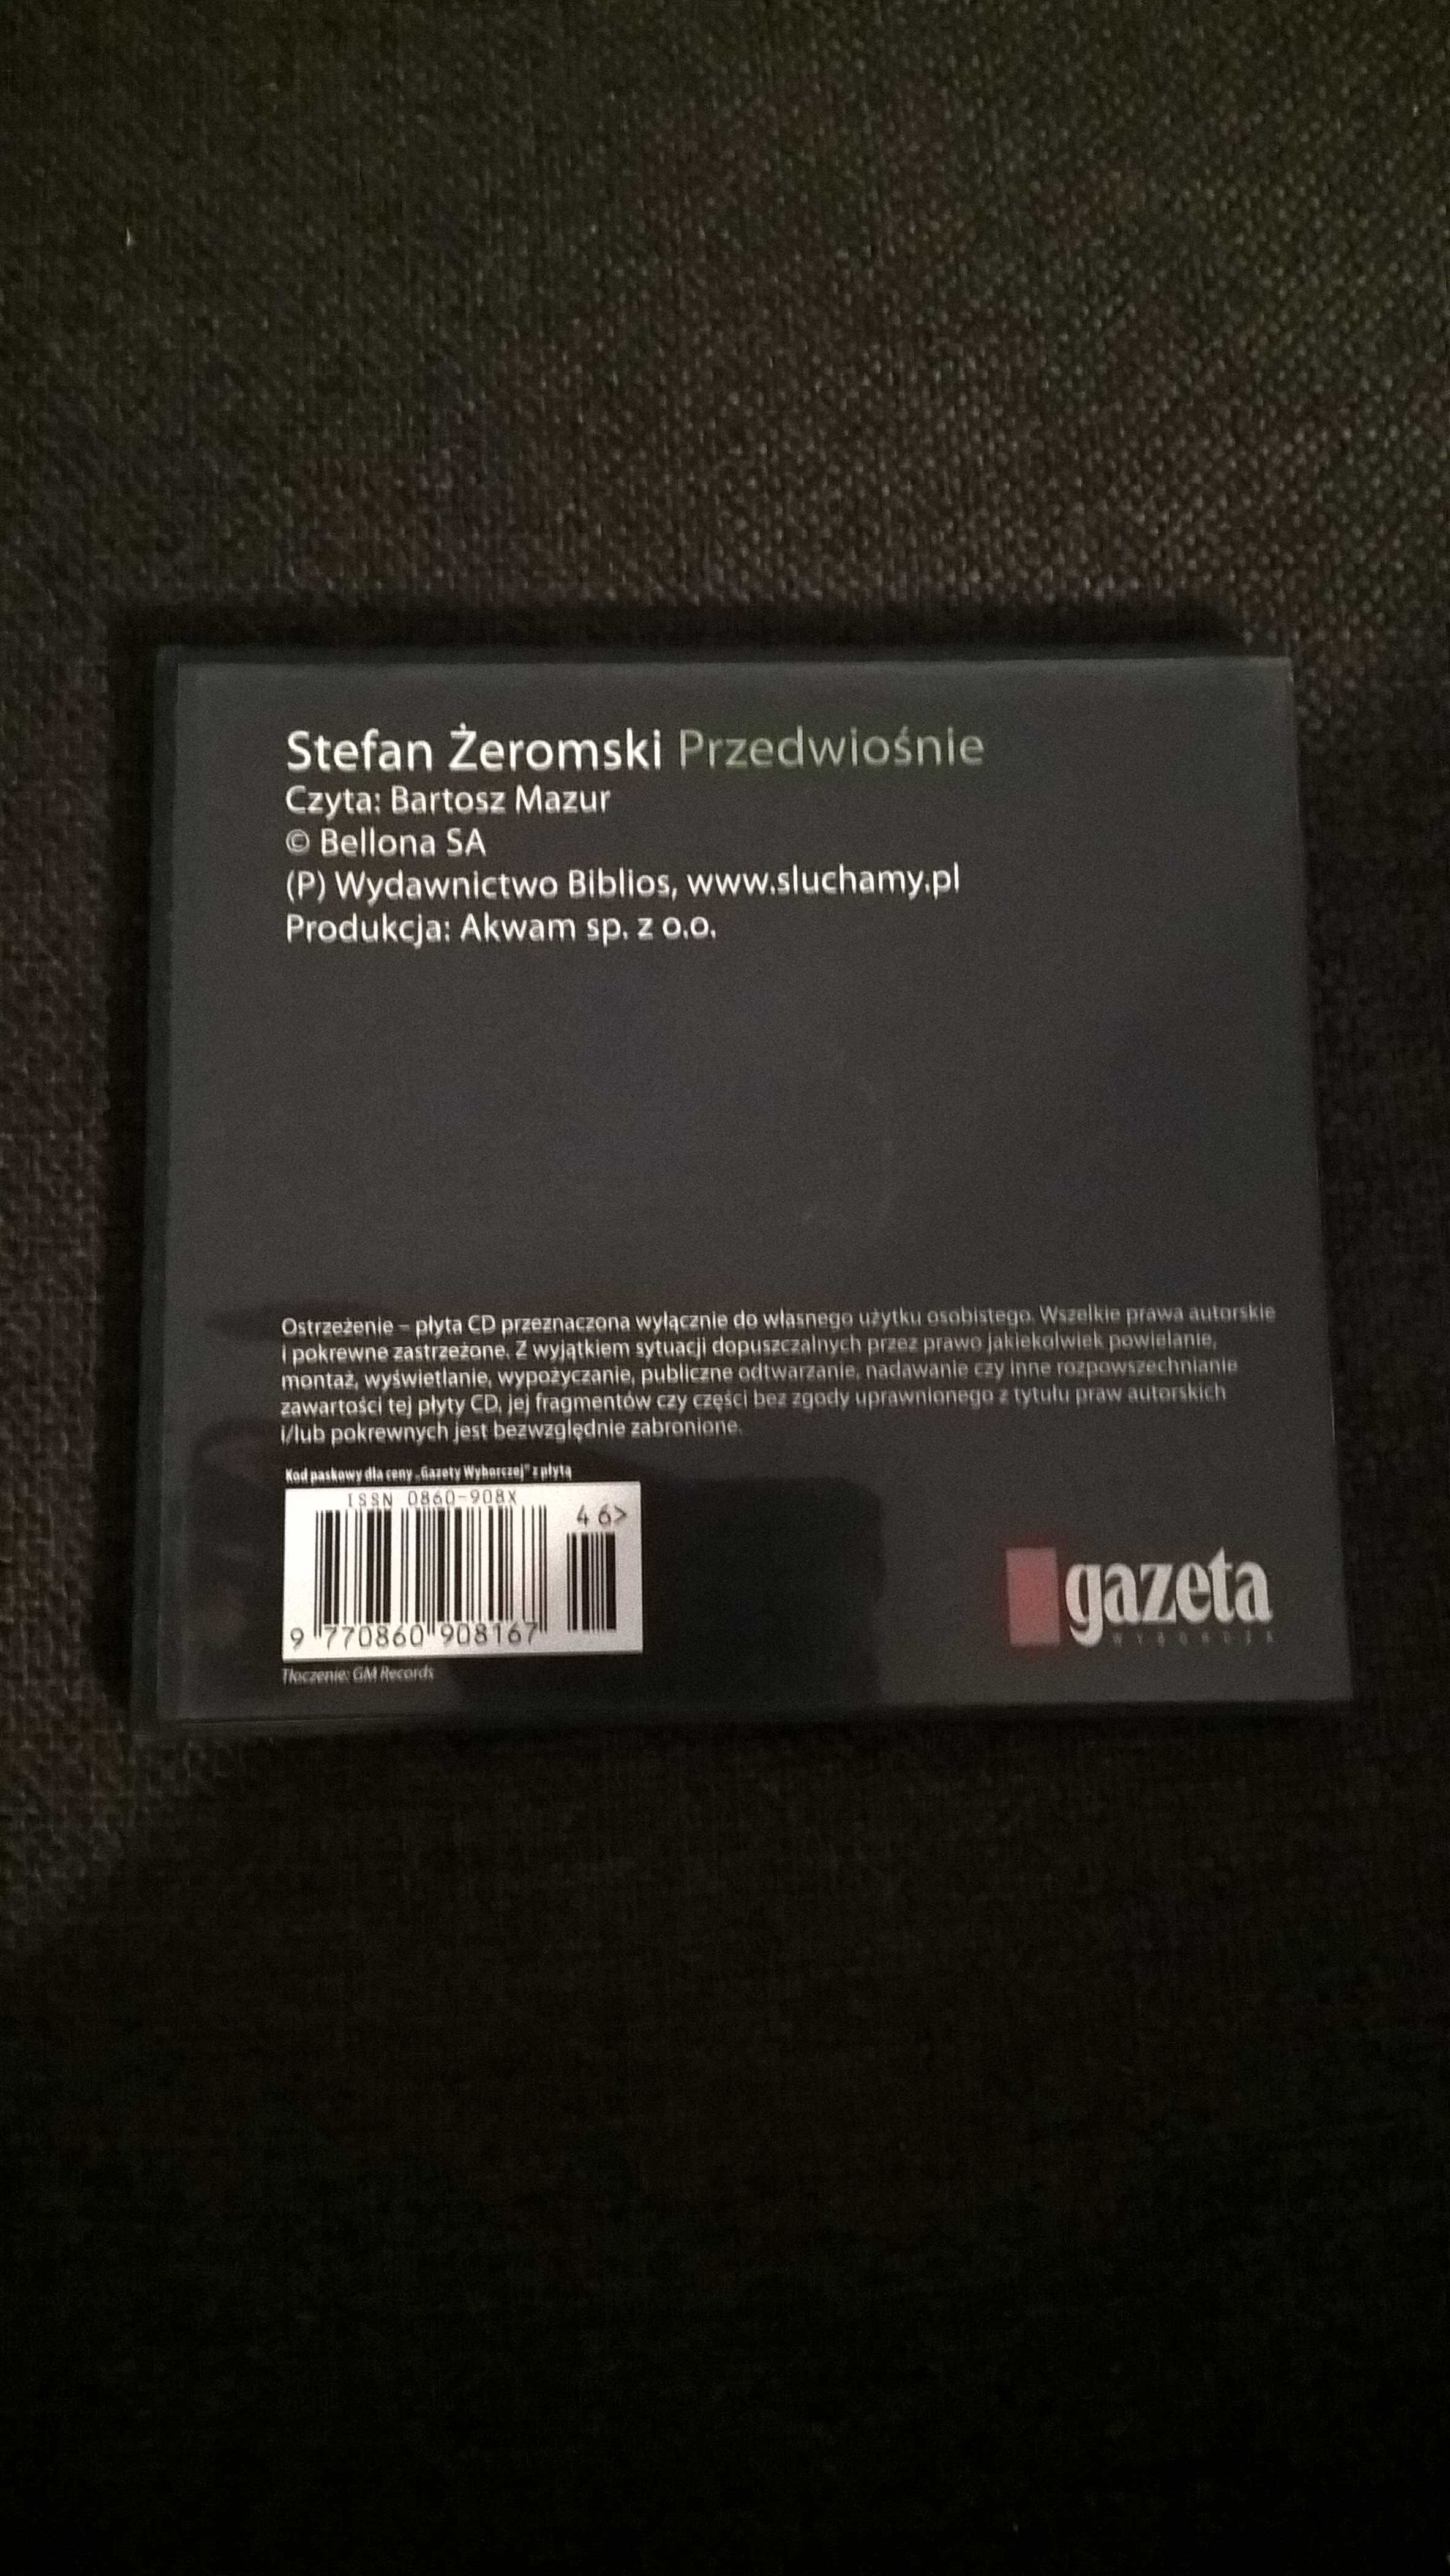 Stefan Żeromski Przedwiośnie
Czyta: Bartosz Mazur
© Bellona SA
(P) Wydawnictwo Biblios, www.sluchamy.pl
Produkcja: Akwam sp. z o.o.
Ostrzeżenie – płyta CD przeznaczona wyłącznie do własnego użytku osobistego. Wszelkie prawa autorskie
i pokrewne zastrzeżone. Z wyjątkiem sytuacji dopuszczalnych przez prawo jakiekolwiek powielanie,
montaż, wyświetlanie, wypożyczanie, publiczne odtwarzanie, nadawanie czy inne rozpowszechnianie
zawartości tej płyty CD, jej fragmentów czy części bez zgody uprawnionego z tytułu praw autorskich
i/lub pokrewnych jest bezwzględnie zabronione.
Kod paskowy dla ceny „Gazety Wyborczej" z płytą
ISSN 0860-908X
46>
9 770860 908167
gazeta
WYBORCZA
Tłoczenie: GM Records